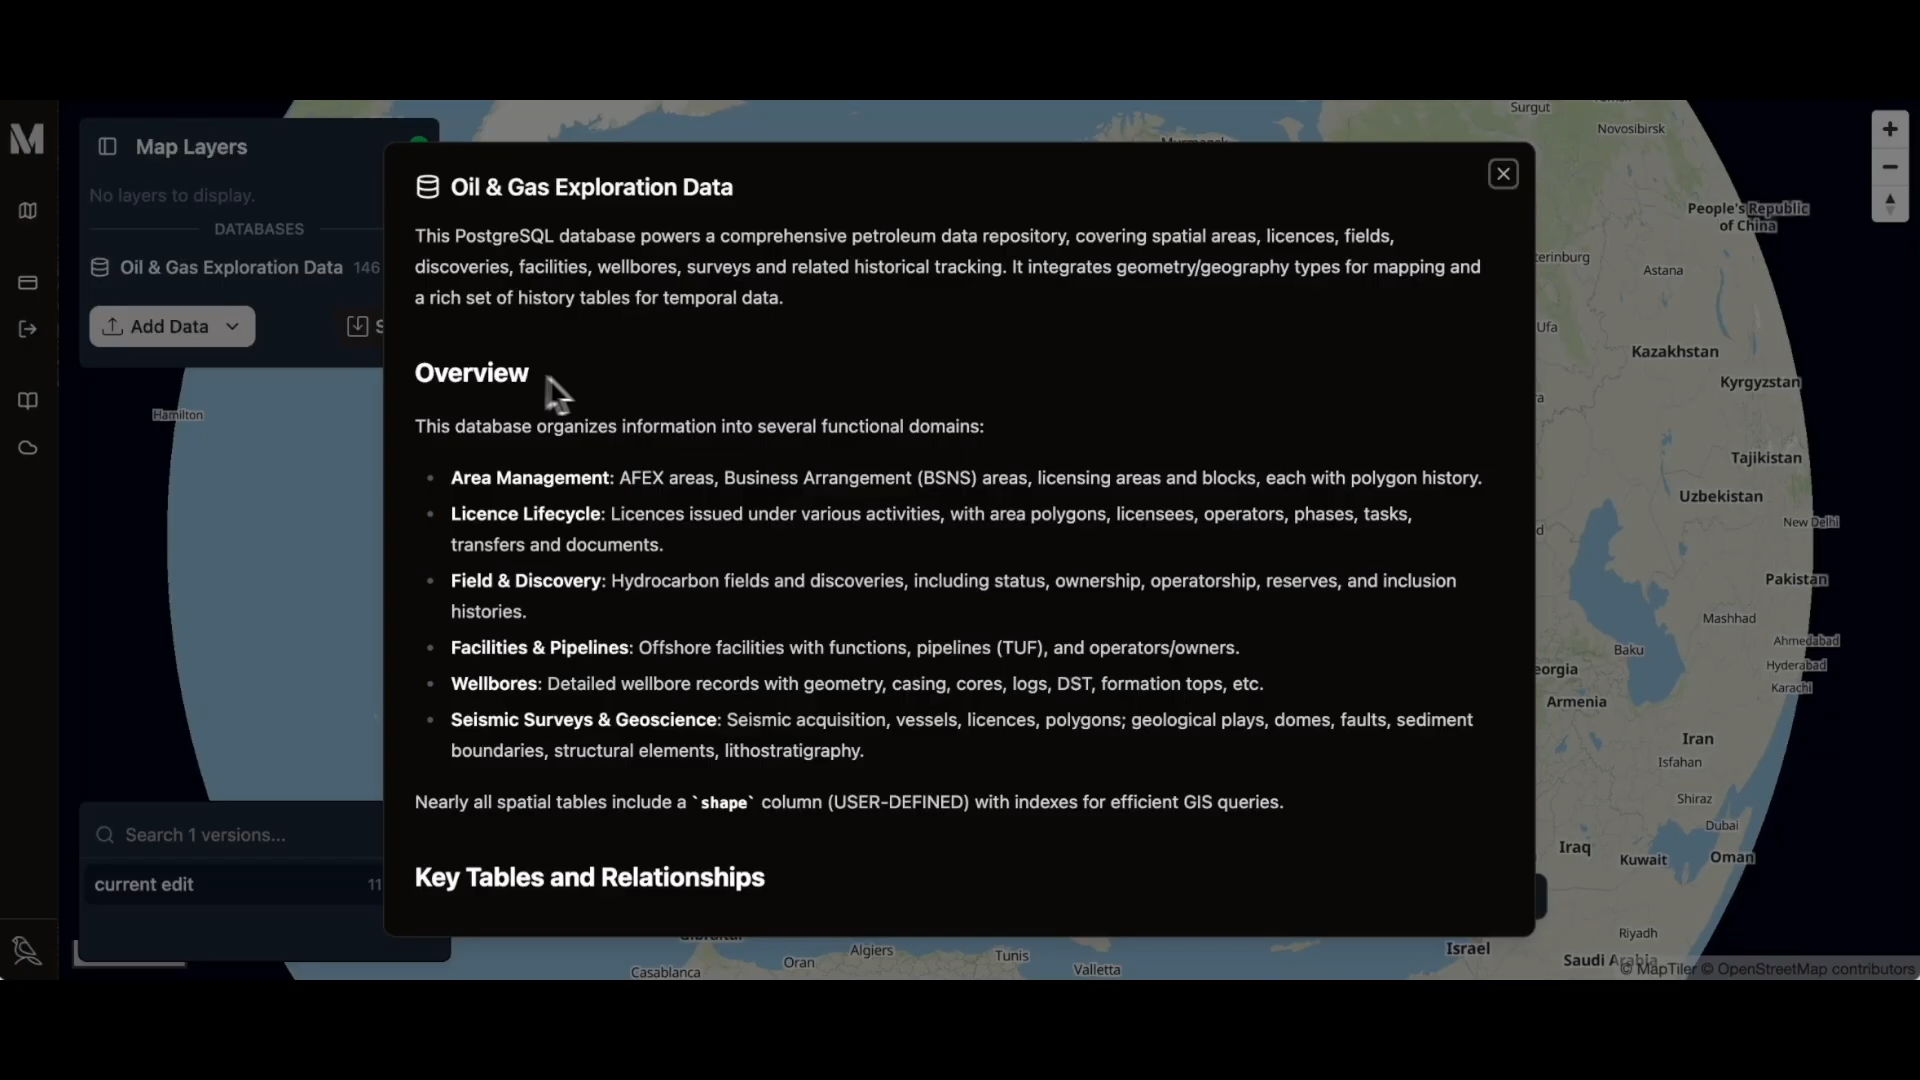 Surgut
Novosibirsk
Murmansk
M
Map Layers
No layers to display.
DATABASES
Oil & Gas Exploration Data 146
Add Data
S
Hamilton
Search 1 versions...
current edit 11
Oil & Gas Exploration Data
This PostgreSQL database powers a comprehensive petroleum data repository, covering spatial areas, licences, fields,
discoveries, facilities, wellbores, surveys and related historical tracking. It integrates geometry/geography types for mapping and
a rich set of history tables for temporal data.
Overview
This database organizes information into several functional domains:
• Area Management: AFEX areas, Business Arrangement (BSNS) areas, licensing areas and blocks, each with polygon history.
• Licence Lifecycle: Licences issued under various activities, with area polygons, licensees, operators, phases, tasks,
transfers and documents.
• Field & Discovery: Hydrocarbon fields and discoveries, including status, ownership, operatorship, reserves, and inclusion
histories.
• Facilities & Pipelines: Offshore facilities with functions, pipelines (TUF), and operators/owners.
• Wellbores: Detailed wellbore records with geometry, casing, cores, logs, DST, formation tops, etc.
• Seismic Surveys & Geoscience: Seismic acquisition, vessels, licences, polygons; geological plays, domes, faults, sediment
boundaries, structural elements, lithostratigraphy.
Nearly all spatial tables include a `shape` column (USER-DEFINED) with indexes for efficient GIS queries.
Key Tables and Relationships
People's Republic
of China
terinburg
Astana
Ufa
Kazakhstan
Kyrgyzstan
Tajikistan
Uzbekistan
New Delhi
Pakistan
Mashhad
Ahmedabad
Baku
Hyderabad
eorgia
Karachi
Armenia
Iran
Isfahan
Shiraz
Dubai
Iraq
Kuwait
Oman
Riyadh
Israel
Saudi Arabia
Gibraltar
Algiers
Tunis
Oran
Casablanca
Valletta
© MapTiler © OpenStreetMap contributors